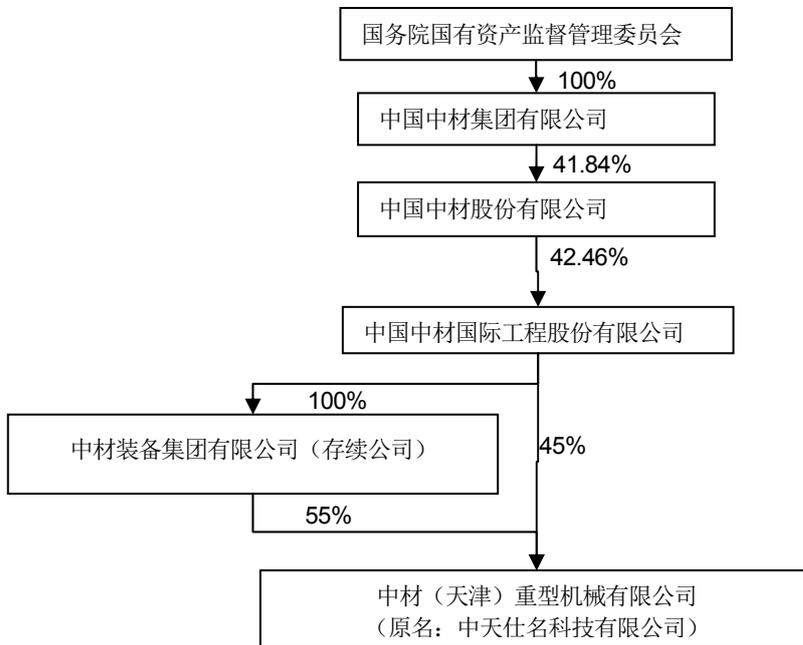 国务院国有资产监督管理委员会
100%
中国中材集团有限公司
41.84%
中国中材股份有限公司
42.46%
中国中材国际工程股份有限公司
100%
中材装备集团有限公司（存续公司）
45%
55%
中材（天津）重型机械有限公司
（原名：中天仕名科技有限公司）